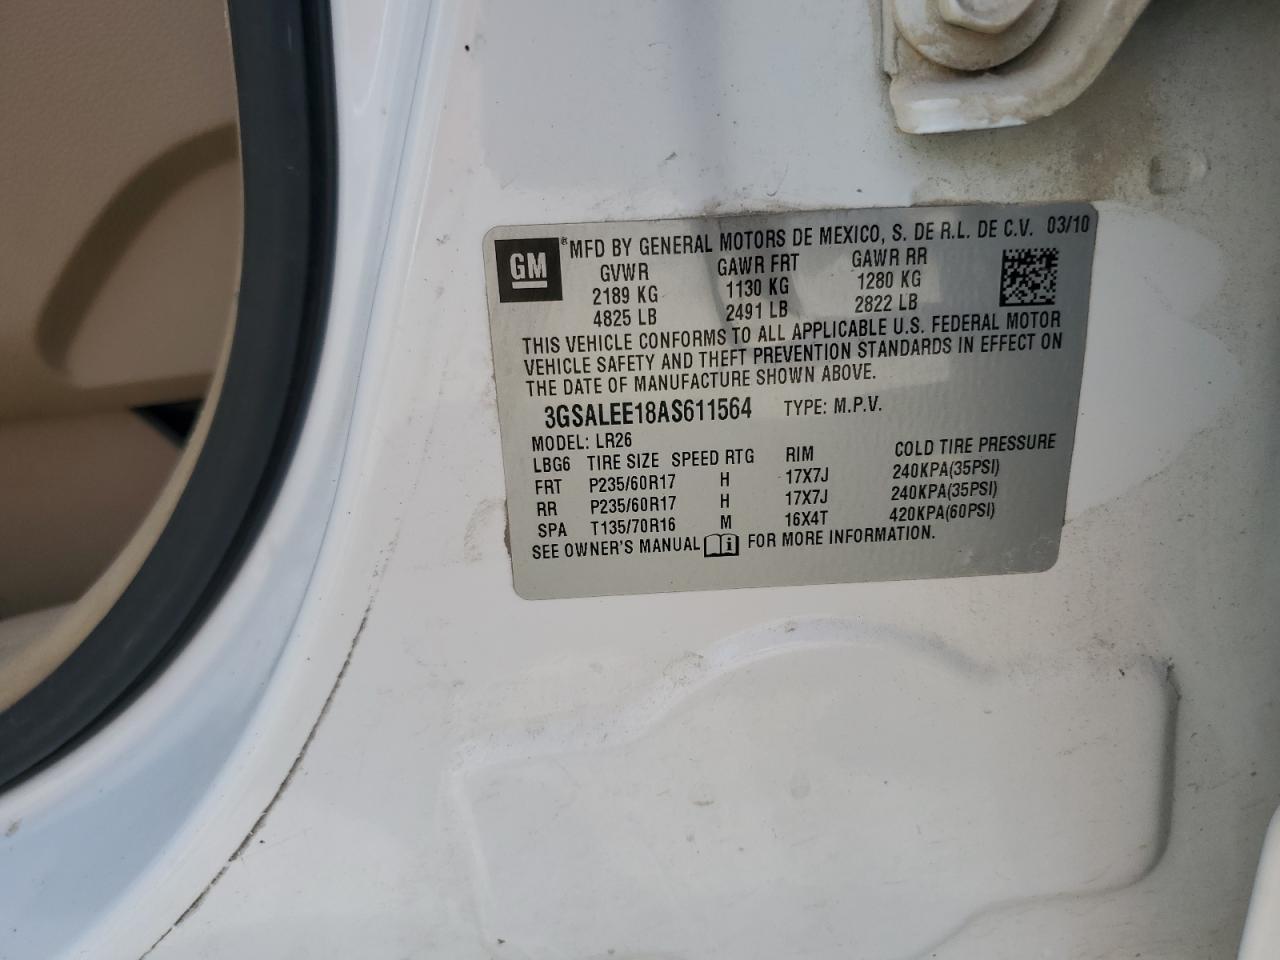 GM ® MFD BY GENERAL MOTORS DE MEXICO, S. DE R.L. DE C.V. 03/10
GVWR GAWR FRT GAWR RR
2189 KG 1130 KG 1280 KG
4825 LB 2491 LB 2822 LB
THIS VEHICLE CONFORMS TO ALL APPLICABLE U.S. FEDERAL MOTOR
VEHICLE SAFETY AND THEFT PREVENTION STANDARDS IN EFFECT ON
THE DATE OF MANUFACTURE SHOWN ABOVE.
3GSALEE18AS611564 TYPE: M.P.V.
MODEL: LR26
LBG6 TIRE SIZE SPEED RTG RIM COLD TIRE PRESSURE
FRT P235/60R17 H 17X7J 240KPA(35PSI)
RR P235/60R17 H 17X7J 240KPA(35PSI)
SPA T135/70R16 M 16X4T 420KPA(60PSI)
SEE OWNER'S MANUAL i FOR MORE INFORMATION.